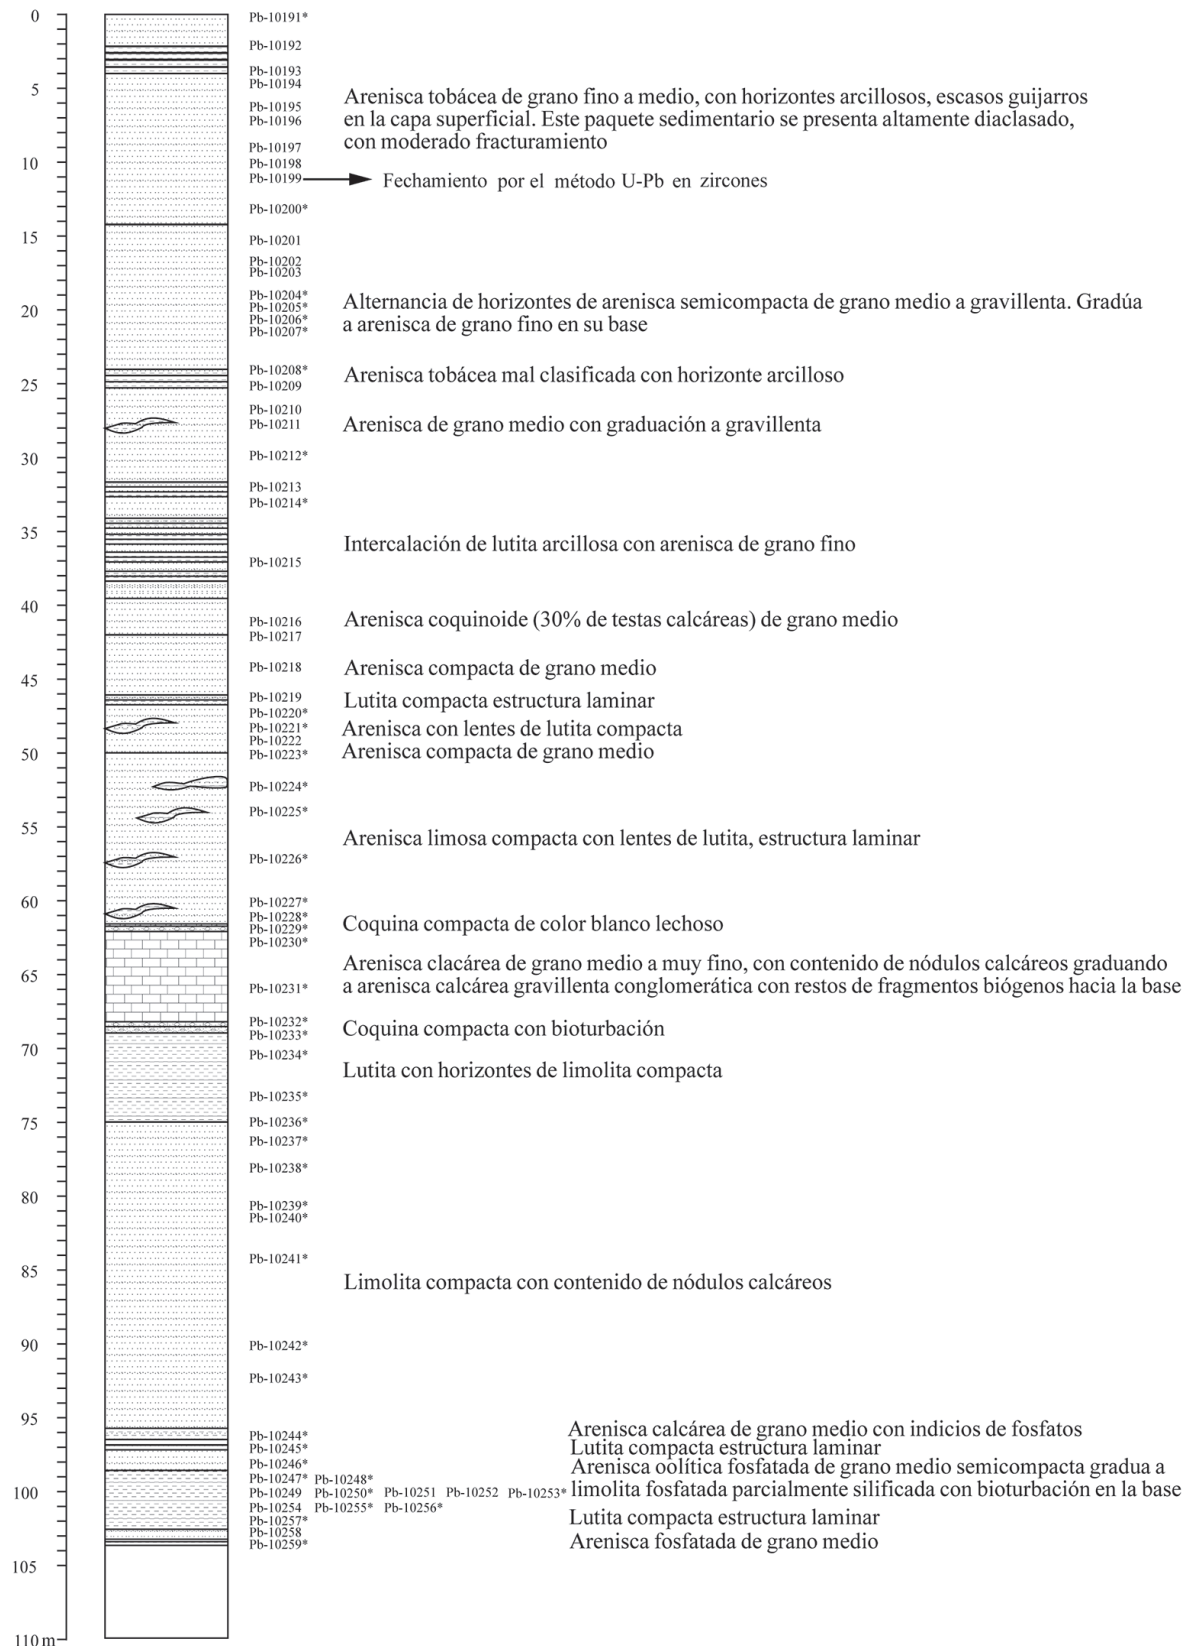 0
Pb-10191*
Pb-10192
Pb-10193
5
Pb-10194
Arenisca tobácea de grano fino a medio, con horizontes arcillosos, escasos guijarros
Pb-10195
en la capa superficial. Este paquete sedimentario se presenta altamente diaclasado,
Pb-10196
con moderado fracturamiento
Pb-10197
10
Pb-10198
Pb-10199
Fechamiento por el método U-Pb en zircones
Pb-10200*
15
Pb-10201
Pb-10202
Pb-10203
Pb-10204*
Alternancia de horizontes de arenisca semicompacta de grano medio a gravillenta. Gradúa
20
Pb-10205*
Pb-10206*
a arenisca de grano fino en su base
Pb-10207*
Pb-10208*
Arenisca tobácea mal clasificada con horizonte arcilloso
25
Pb-10209
Pb-10210
Pb-10211
Arenisca de grano medio con graduación a gravillenta
30
Pb-10212*
Pb-10213
Pb-10214*
35
Intercalación de lutita arcillosa con arenisca de grano fino
Pb-10215
40
Pb-10216
Arenisca coquinoide (30% de testas calcáreas) de grano medio
Pb-10217
Pb-10218
Arenisca compacta de grano medio
45
Pb-10219
Lutita compacta estructura laminar
Pb-10220*
Pb-10221*
Arenisca con lentes de lutita compacta
Pb-10222
50
Pb-10223*
Arenisca compacta de grano medio
Pb-10224*
Pb-10225*
55
Arenisca limosa compacta con lentes de lutita, estructura laminar
Pb-10226*
60
Pb-10227*
Pb-10228*
Coquina compacta de color blanco lechoso
Pb-10229*
Pb-10230*
Arenisca clacárea de grano medio a muy fino, con contenido de nódulos calcáreos graduando
65
Pb-10231*
a arenisca calcárea gravillenta conglomerática con restos de fragmentos biógenos hacia la base
Pb-10232*
Coquina compacta con bioturbación
Pb-10233*
70
Pb-10234*
Lutita con horizontes de limolita compacta
Pb-10235*
75
Pb-10236*
Pb-10237*
Pb-10238*
80
Pb-10239*
Pb-10240*
Pb-10241*
85
Limolita compacta con contenido de nódulos calcáreos
90
Pb-10242*
Pb-10243*
95
Arenisca calcárea de grano medio con indicios de fosfatos
Pb-10244*
Pb-10245*
Lutita compacta estructura laminar
Pb-10246*
Arenisca oolítica fosfatada de grano medio semicompacta gradua a
Pb-10247* Pb-10248*
100
Pb-10249 Pb-10250* Pb-10251 Pb-10252 Pb-10253*
limolita fosfatada parcialmente silificada con bioturbación en la base
Pb-10254 Pb-10255* Pb-10256*
Pb-10257*
Lutita compacta estructura laminar
Pb-10258
Pb-10259*
Arenisca fosfatada de grano medio
105
110 m